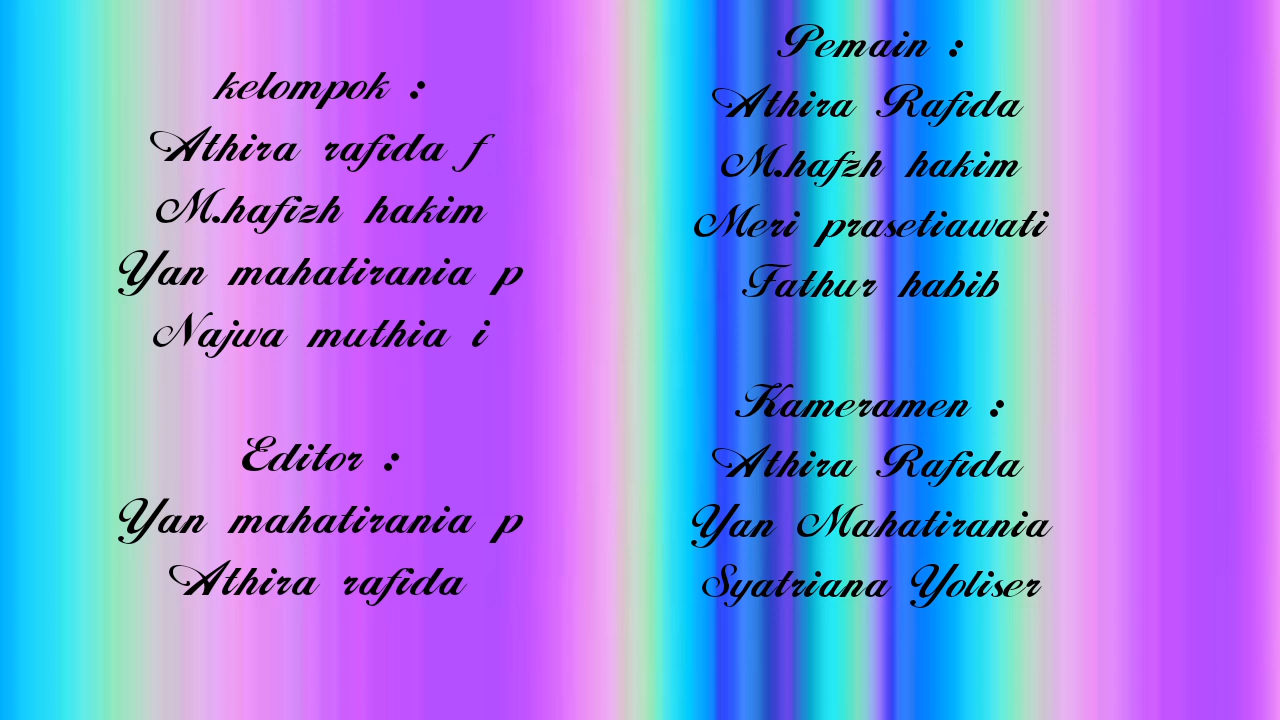 kelompok :
Athira rafida f
M.hafizh hakim
Yan mahatirania p
Najwa muthia i
Editor :
Yan mahatirania p
Athira rafida
Pemain :
Athira Rafida
M.hafzh hakim
Meri prasetiawati
Fathur habib
Kameramen :
Athira Rafida
Yan Mahatirania
Syatriana Yoliser